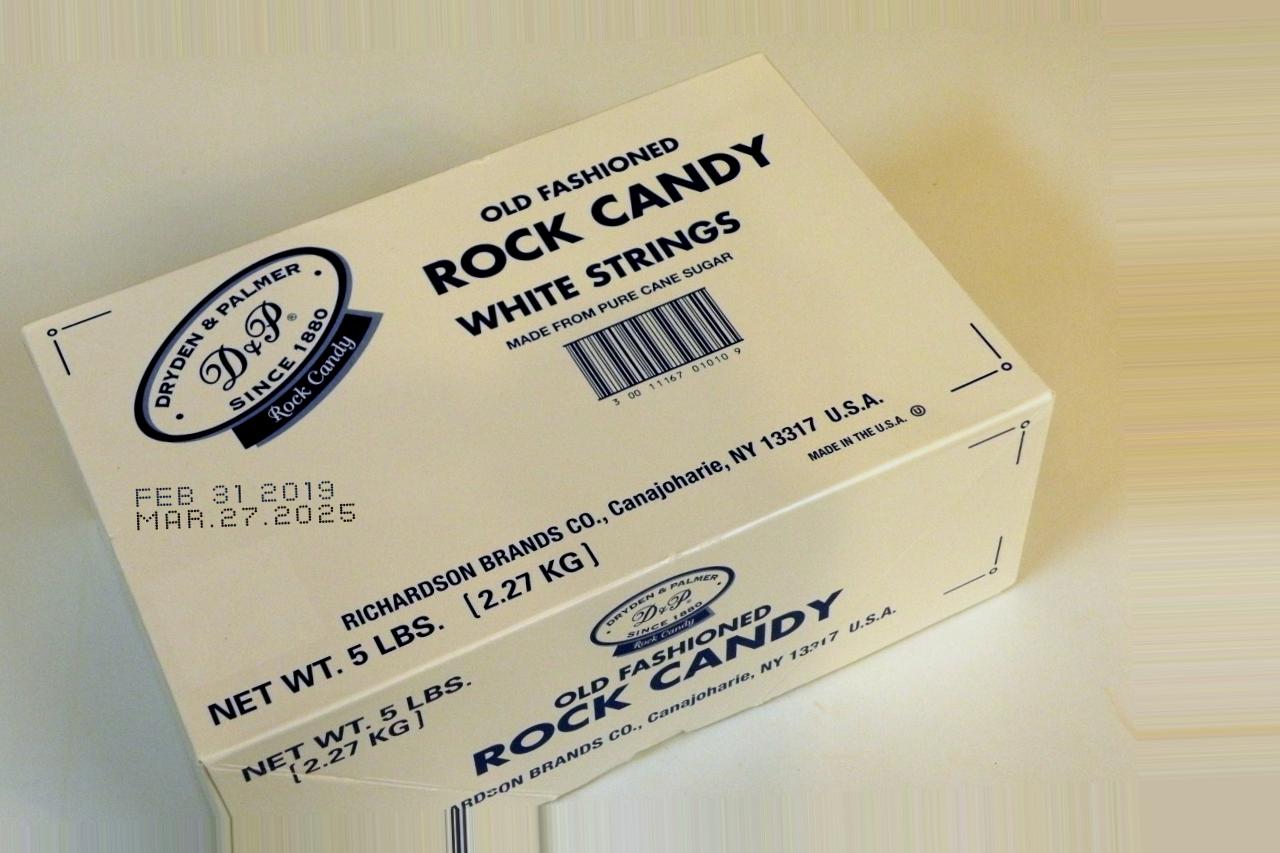 OLD FASHIONED
ROCK CANDY
WHITE STRINGS
MADE FROM PURE CANE SUGAR
3 00 11167 01010 9
DRYDEN & PALMER
D&P®
SINCE 1880
Rock Candy
FEB 31 2019
MAR.27.2025
RICHARDSON BRANDS CO., Canajoharie, NY 13317 U.S.A.
MADE IN THE U.S.A. Ⓤ
NET WT. 5 LBS. [2.27 KG]
DRYDEN & PALMER
D&P®
SINCE 1880
Rock Candy
OLD FASHIONED
ROCK CANDY
NET WT. 5 LBS.
[2.27 KG]
RDSON BRANDS CO., Canajoharie, NY 13317 U.S.A.